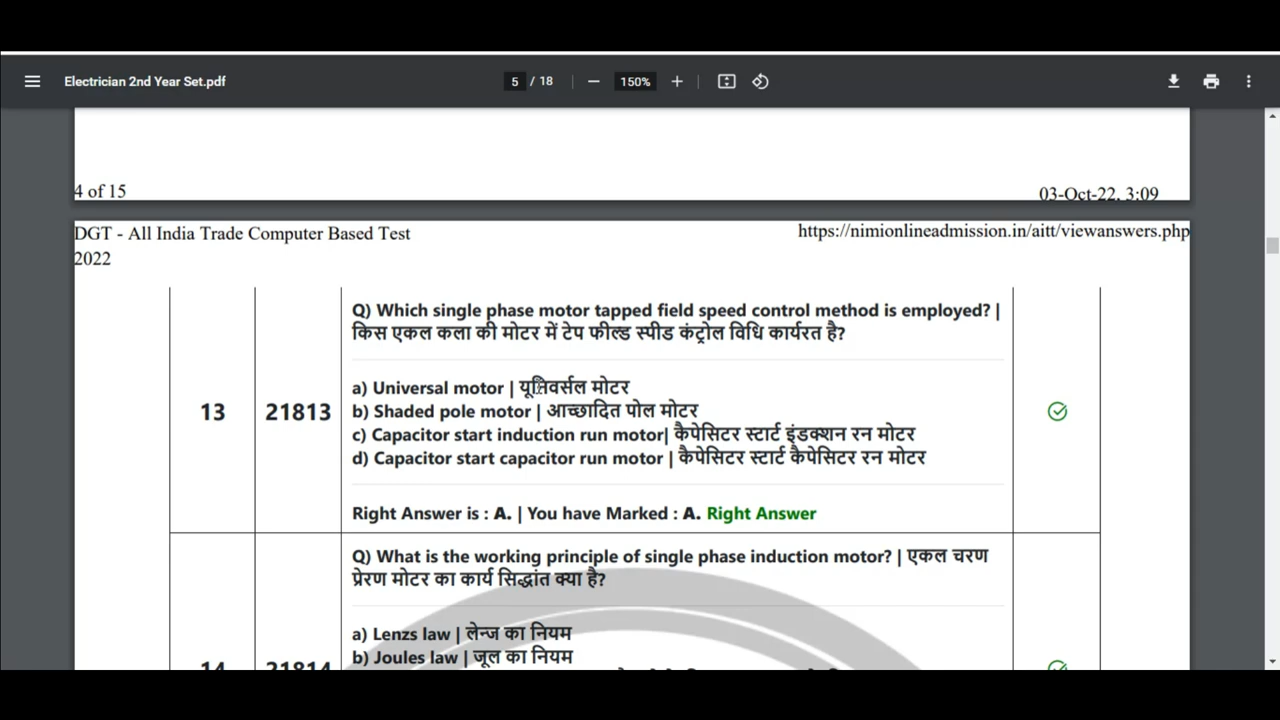 Electrician 2nd Year Set.pdf
5 / 18
150%
4 of 15
03-Oct-22, 3:09
DGT - All India Trade Computer Based Test
2022
https://nimionlineadmission.in/aitt/viewanswers.php
Q) Which single phase motor tapped field speed control method is employed? |
किस एकल कला की मोटर में टेप फील्ड स्पीड कंट्रोल विधि कार्यरत है?
13
21813
a) Universal motor | यूनिवर्सल मोटर
b) Shaded pole motor | आच्छादित पोल मोटर
c) Capacitor start induction run motor| कैपेसिटर स्टार्ट इंडक्शन रन मोटर
d) Capacitor start capacitor run motor | कैपेसिटर स्टार्ट कैपेसिटर रन मोटर
Right Answer is : A. | You have Marked : A. Right Answer
Q) What is the working principle of single phase induction motor? | एकल चरण
प्रेरण मोटर का कार्य सिद्धांत क्या है?
a) Lenzs law | लेन्ज का नियम
b) Joules law | जूल का नियम
14
21814